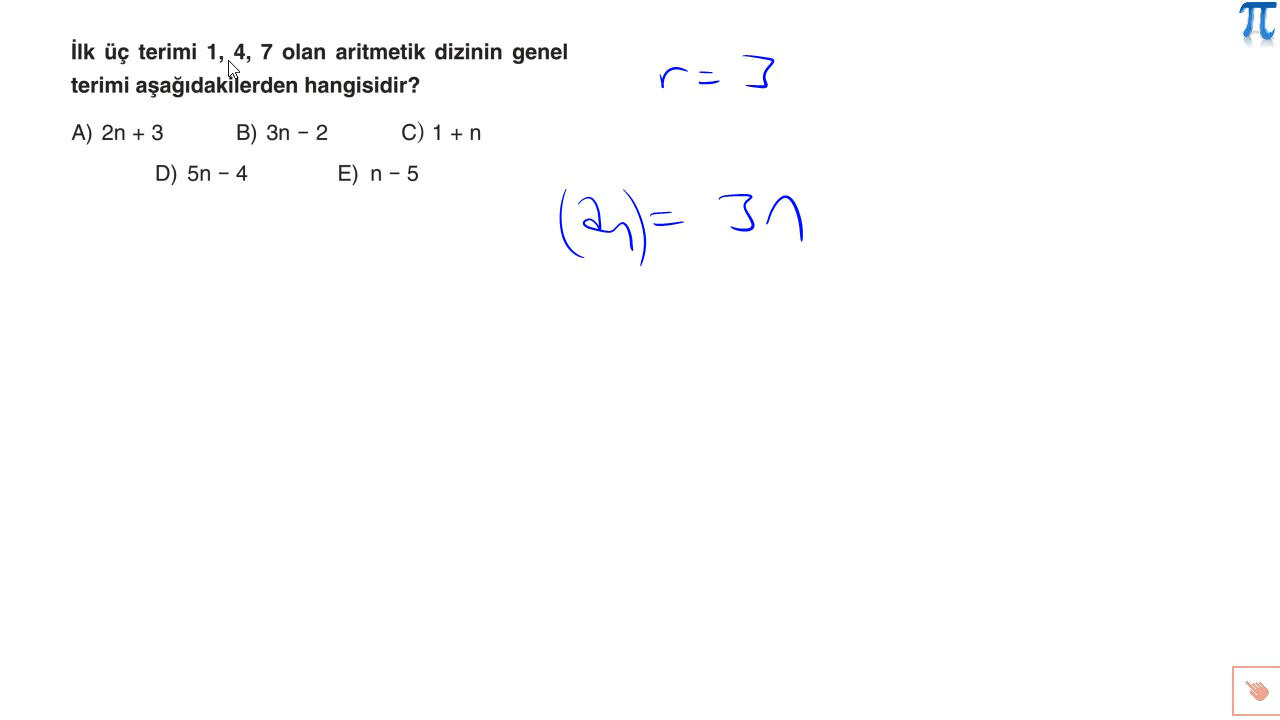 İlk üç terimi 1, 4, 7 olan aritmetik dizinin genel
terimi aşağıdakilerden hangisidir?
A) 2n + 3 B) 3n − 2 C) 1 + n
D) 5n − 4 E) n − 5
r = 3
(an) = 3n
π